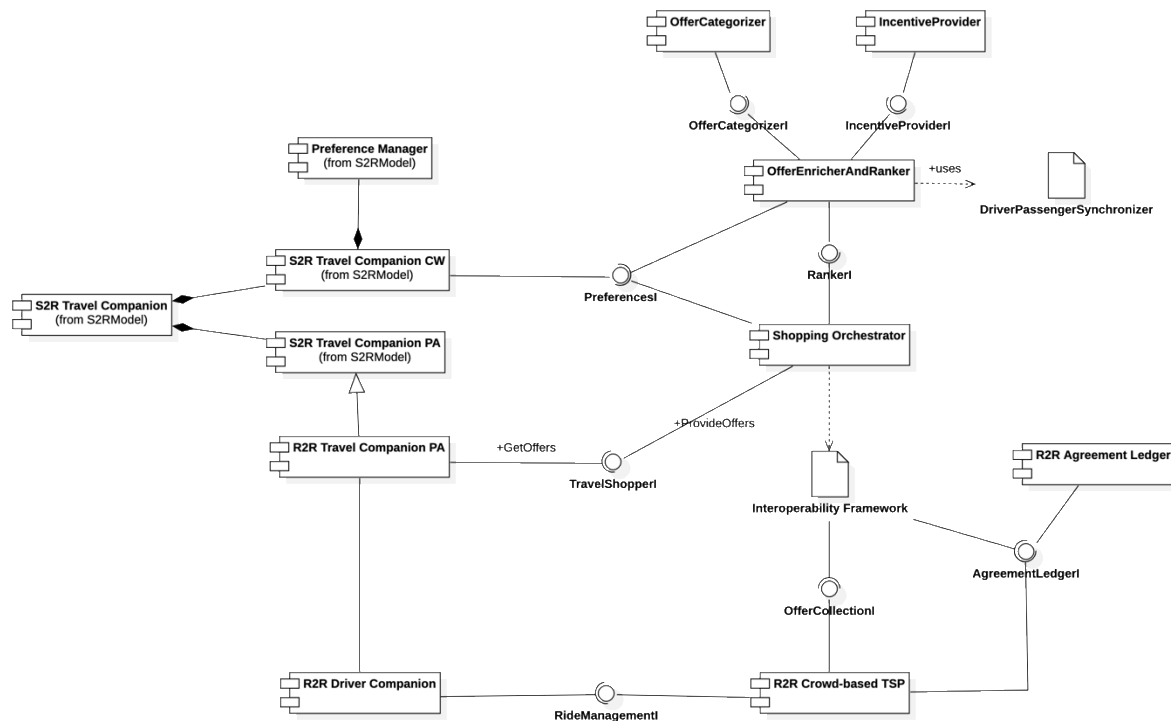 OfferCategorizer
IncentiveProvider
OfferCategorizerI
IncentiveProviderI
Preference Manager
(from S2RModel)
OfferEnricherAndRanker
+uses
DriverPassengerSynchronizer
S2R Travel Companion CW
(from S2RModel)
RankerI
PreferencesI
S2R Travel Companion
(from S2RModel)
S2R Travel Companion PA
(from S2RModel)
Shopping Orchestrator
+ProvideOffers
R2R Travel Companion PA
+GetOffers
TravelShopperI
R2R Agreement Ledger
Interoperability Framework
AgreementLedgerI
OfferCollectionI
R2R Driver Companion
RideManagementI
R2R Crowd-based TSP